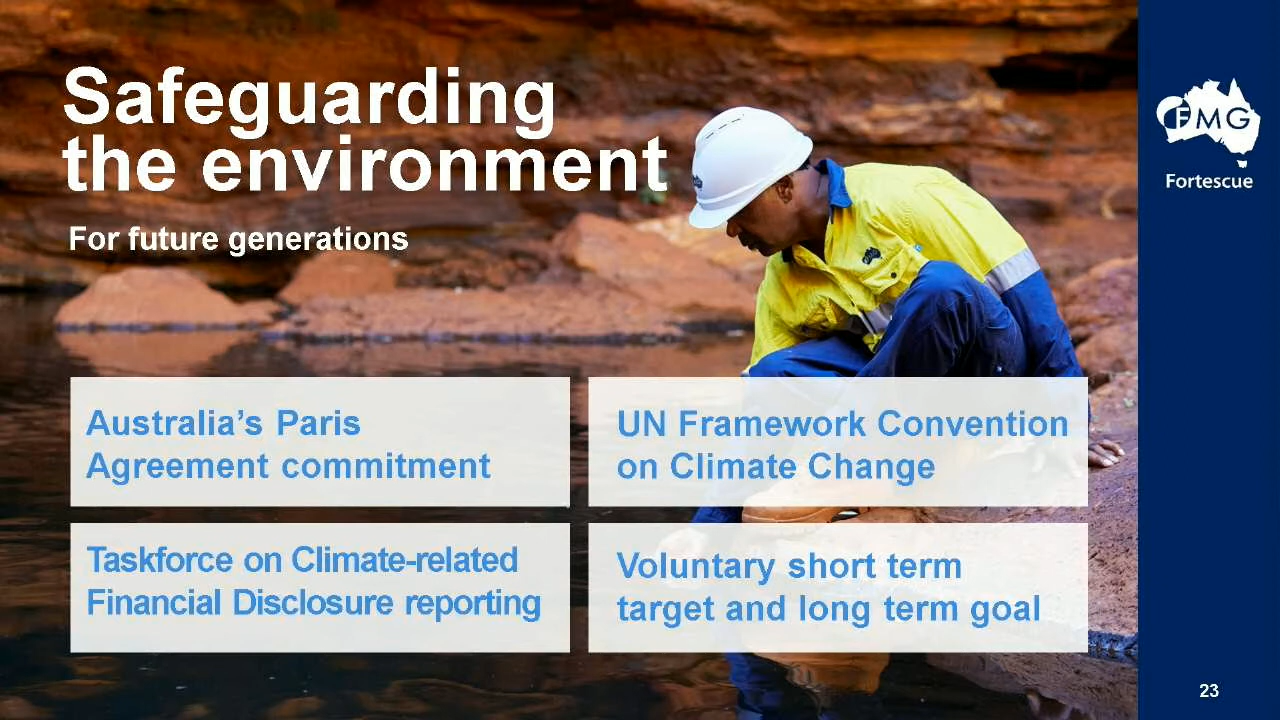 Safeguarding
the environment
For future generations
Australia's Paris
Agreement commitment
UN Framework Convention
on Climate Change
Taskforce on Climate-related
Financial Disclosure reporting
Voluntary short term
target and long term goal
FMG
Fortescue
23